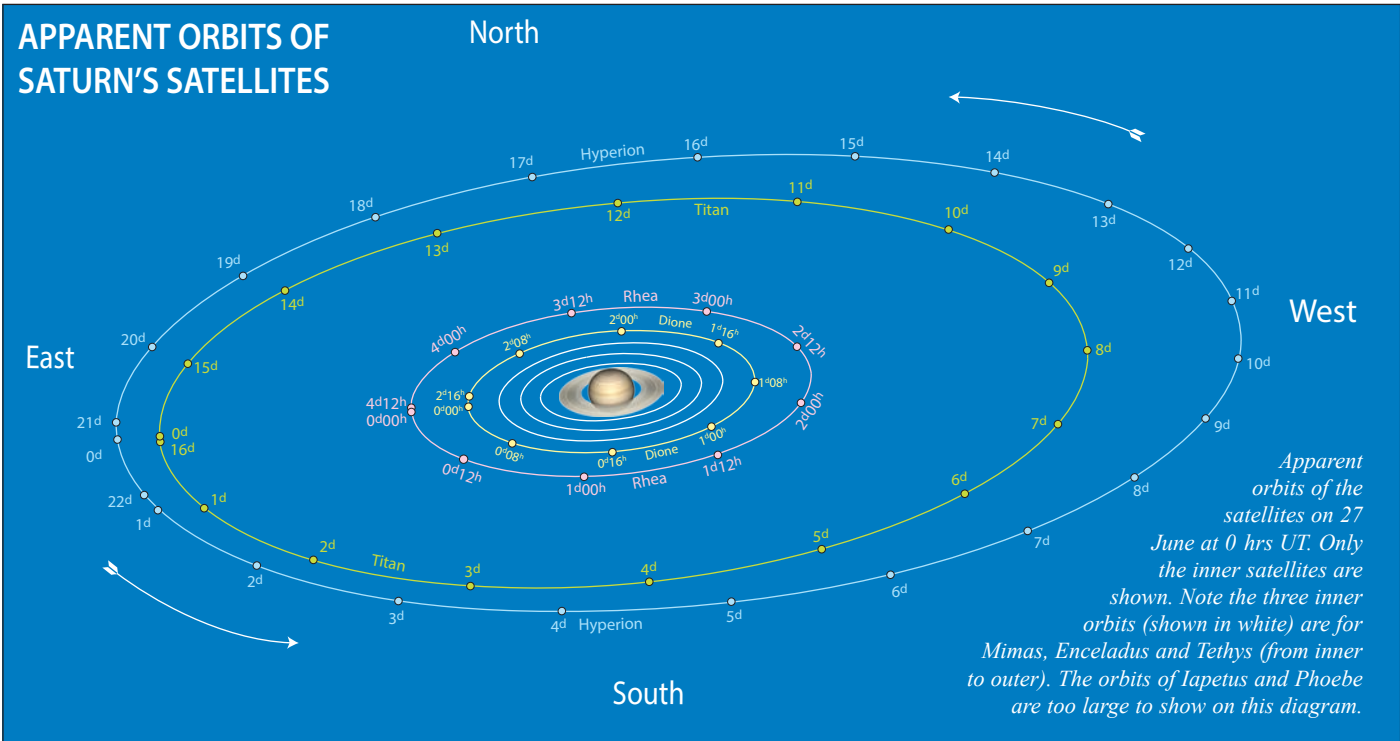 APPARENT ORBITS OF
SATURN'S SATELLITES
North
16d
15d
17d
Hyperion
14d
18d
11d
13d
12d
Titan
10d
12d
13d
19d
9d
11d
14d
3d12h
Rhea
3d00h
West
20d
4d00h
2d08h
2d00h
Dione
1d16h
2d12h
East
15d
8d
10d
1d08h
4d12h
0d00h
2d16h
0d00h
2d00h
21d
0d
0d
16d
7d
9d
0d08h
0d16h
Dione
1d00h
0d12h
1d00h
Rhea
1d12h
22d
1d
1d
6d
8d
2d
Titan
5d
7d
2d
3d
4d
6d
3d
4d
Hyperion
5d
South
Apparent
orbits of the
satellites on 27
June at 0 hrs UT. Only
the inner satellites are
shown. Note the three inner
orbits (shown in white) are for
Mimas, Enceladus and Tethys (from inner
to outer). The orbits of Iapetus and Phoebe
are too large to show on this diagram.